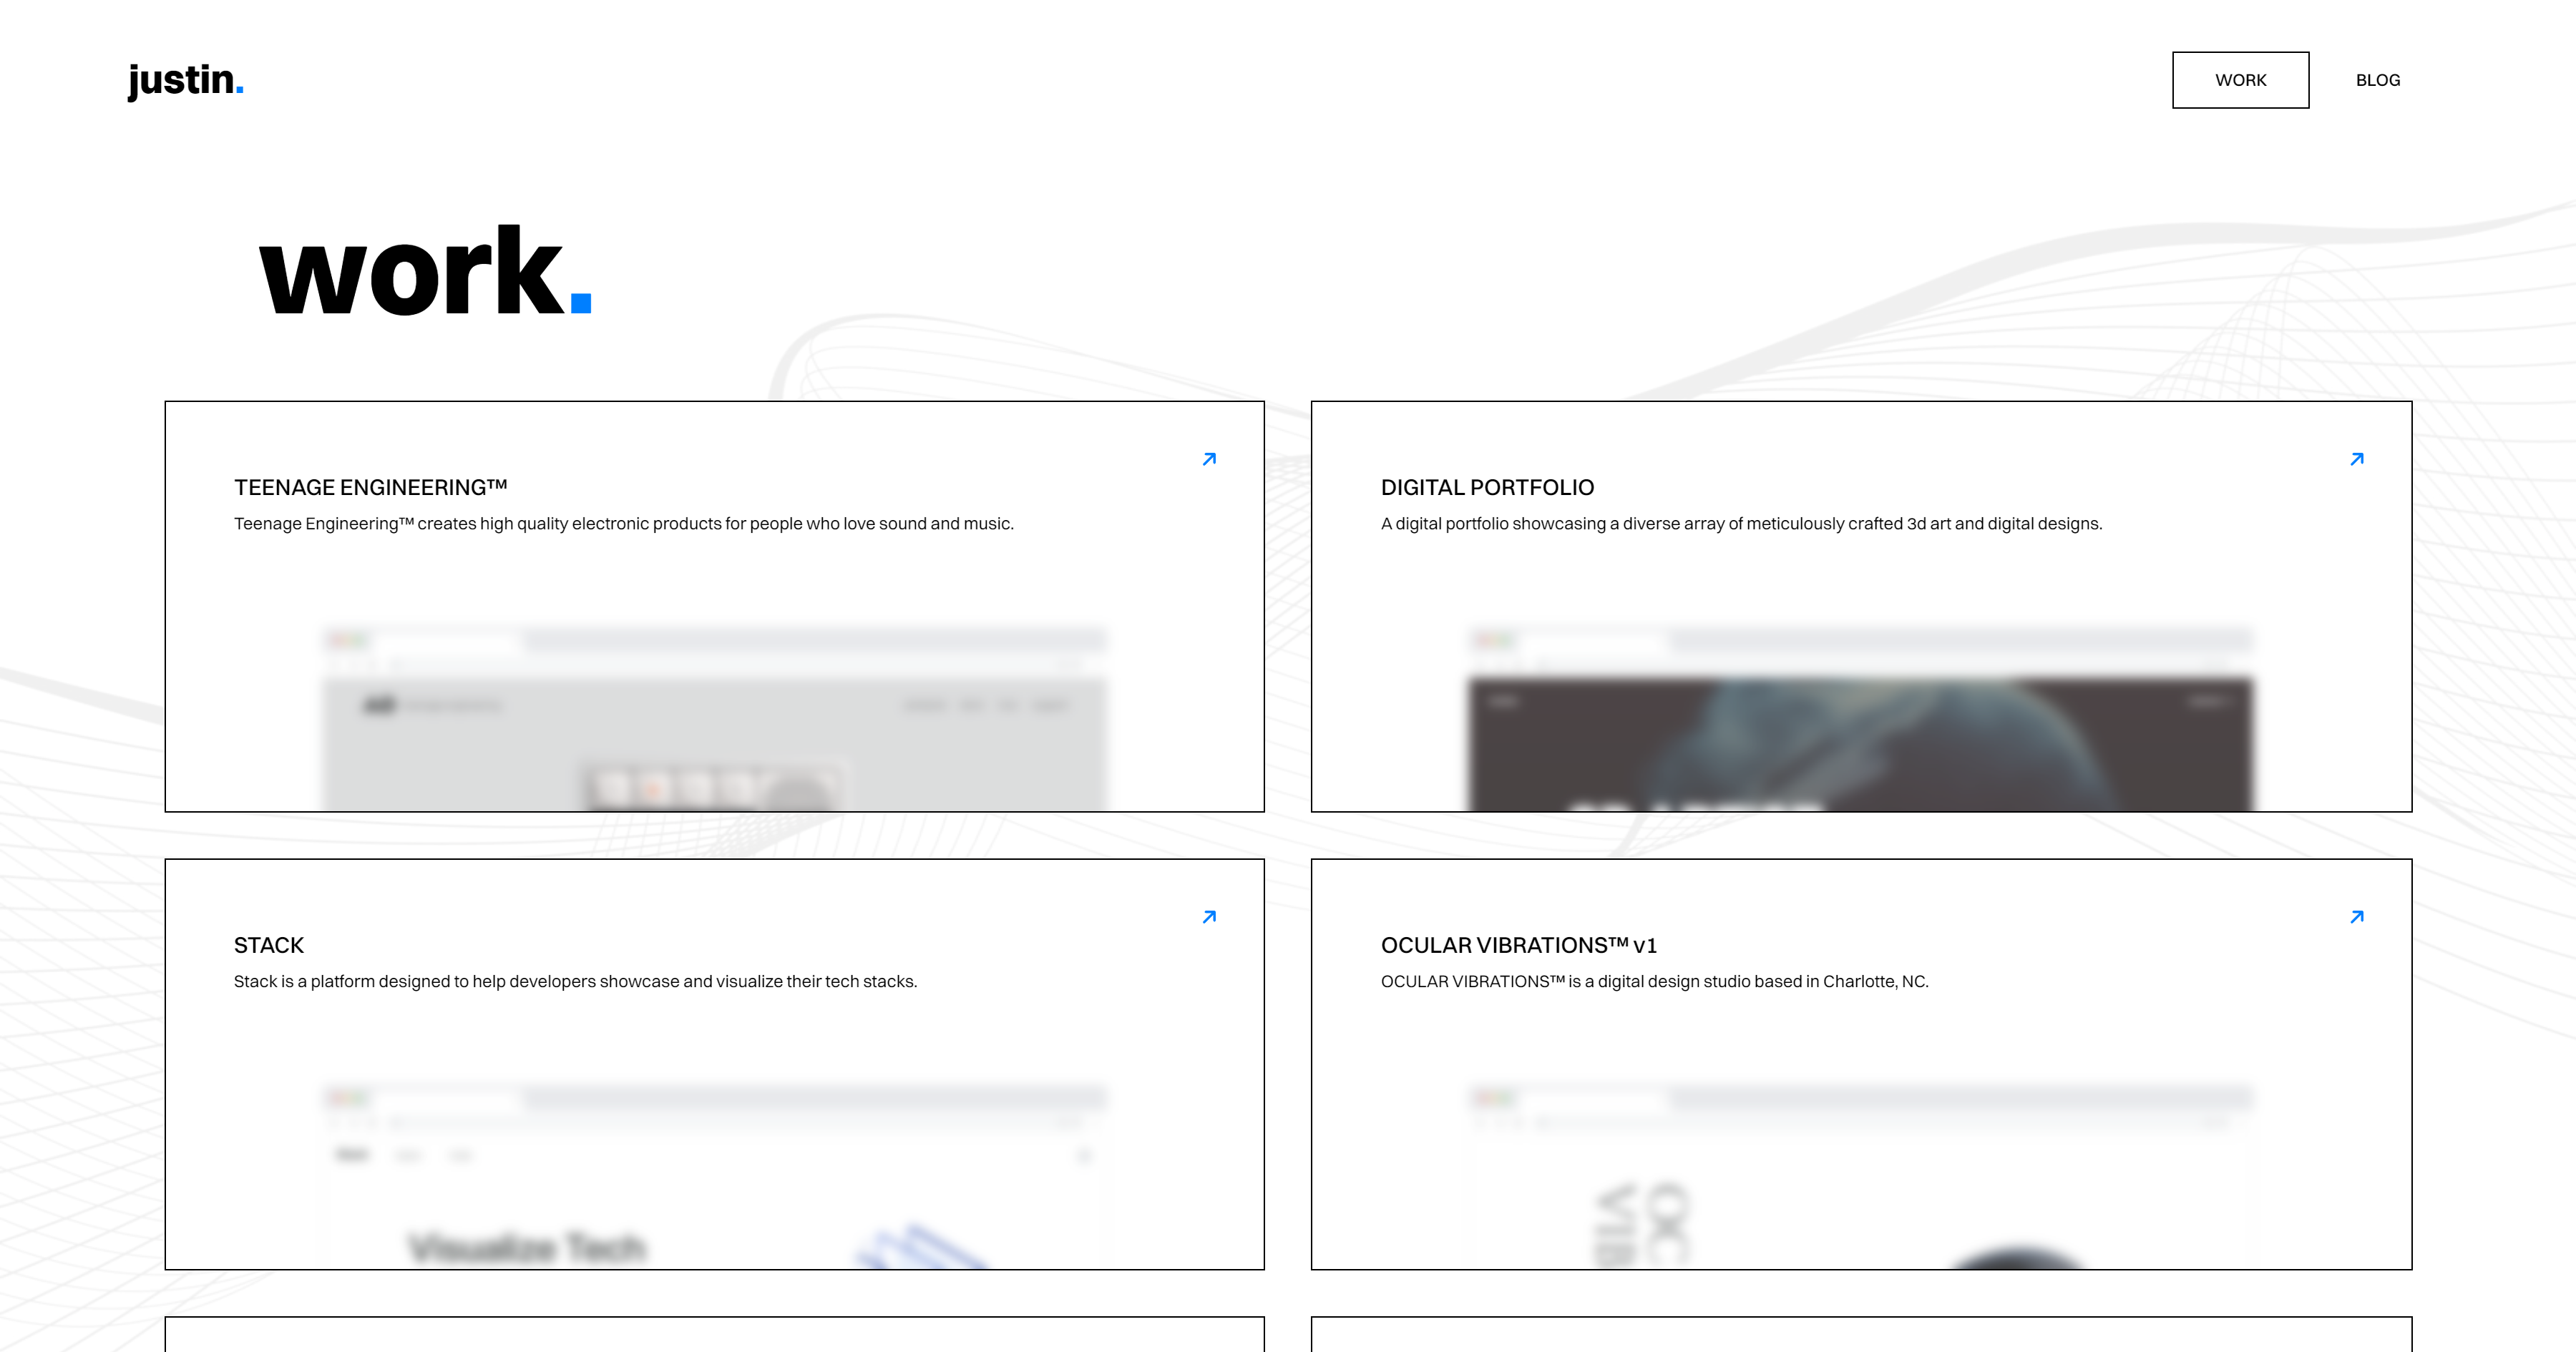 justin.
WORK
BLOG
work.
TEENAGE ENGINEERING™
Teenage Engineering™ creates high quality electronic products for people who love sound and music.
DIGITAL PORTFOLIO
A digital portfolio showcasing a diverse array of meticulously crafted 3d art and digital designs.
STACK
Stack is a platform designed to help developers showcase and visualize their tech stacks.
Visualize Tech
OCULAR VIBRATIONS™ v1
OCULAR VIBRATIONS™ is a digital design studio based in Charlotte, NC.
OC
VIB